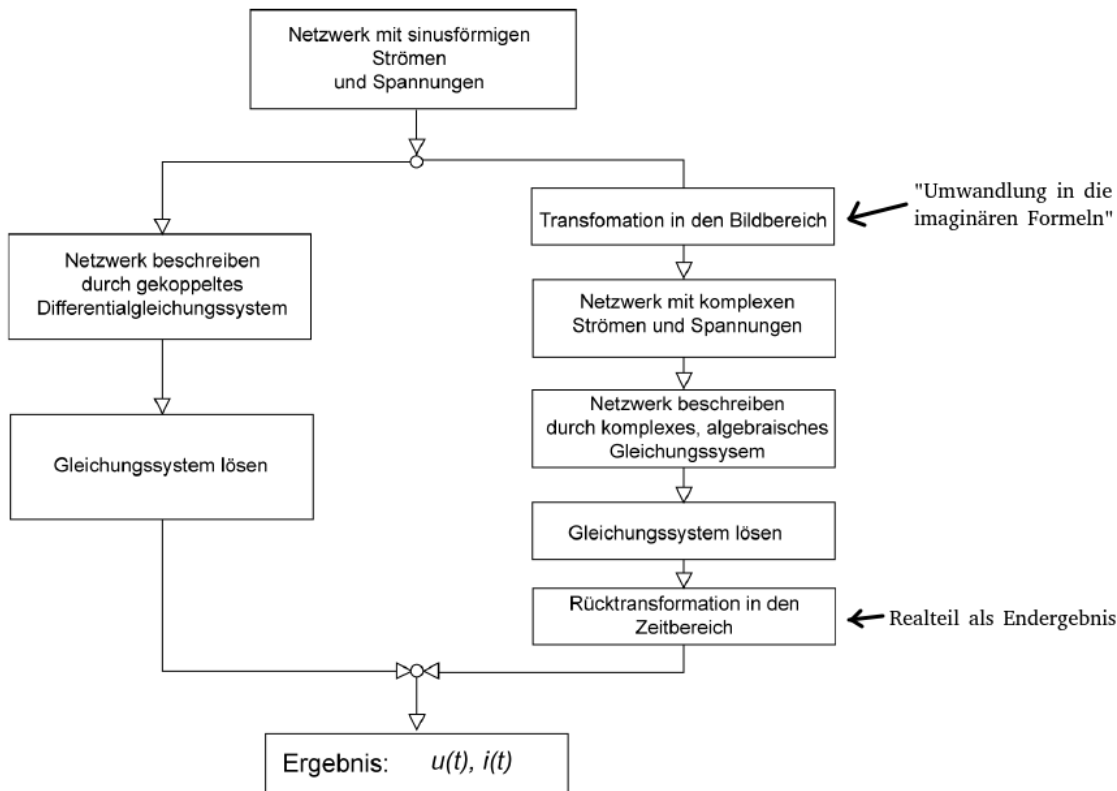 Netzwerk mit sinusförmigen
Strömen
und Spannungen
Transfomation in den Bildbereich
"Umwandlung in die
imaginären Formeln"
Netzwerk beschreiben
durch gekoppeltes
Differentialgleichungssystem
Netzwerk mit komplexen
Strömen und Spannungen
Netzwerk beschreiben
durch komplexes, algebraisches
Gleichungssysem
Gleichungssystem lösen
Gleichungssystem lösen
Rücktransformation in den
Zeitbereich
Realteil als Endergebnis
Ergebnis: u(t), i(t)